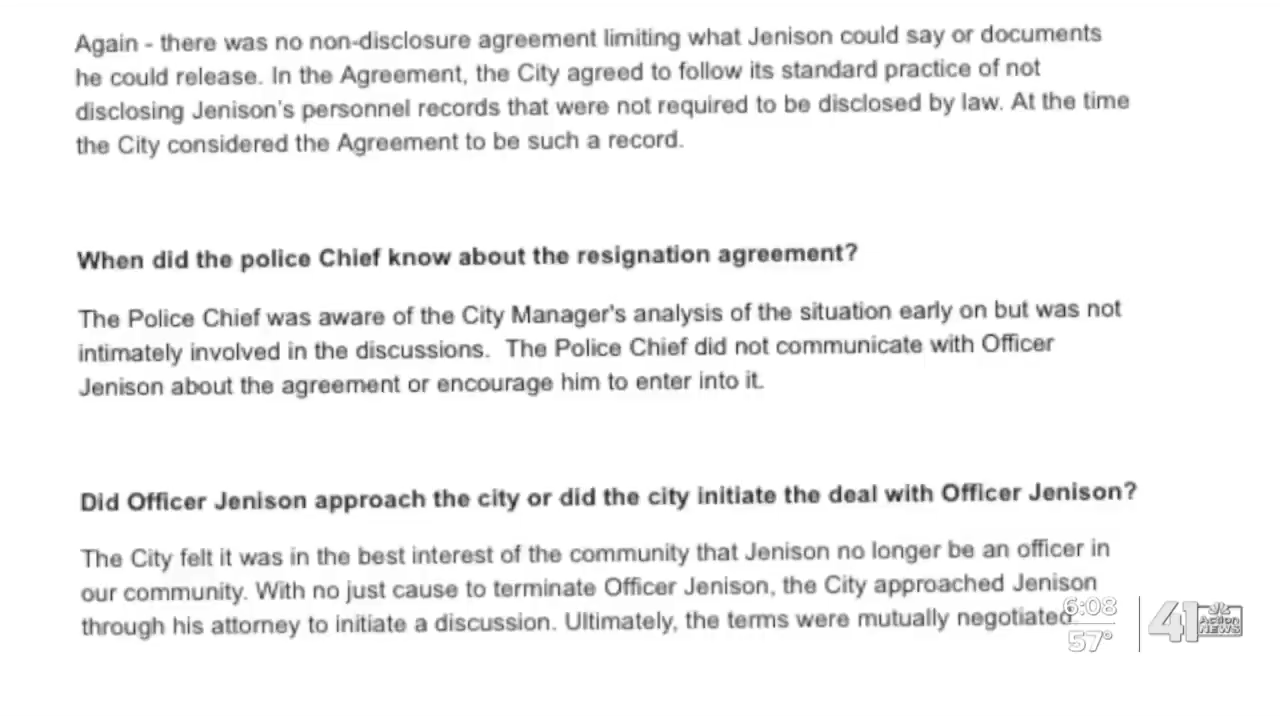 Again - there was no non-disclosure agreement limiting what Jenison could say or documents
he could release. In the Agreement, the City agreed to follow its standard practice of not
disclosing Jenison's personnel records that were not required to be disclosed by law. At the time
the City considered the Agreement to be such a record.
When did the police Chief know about the resignation agreement?
The Police Chief was aware of the City Manager's analysis of the situation early on but was not
intimately involved in the discussions. The Police Chief did not communicate with Officer
Jenison about the agreement or encourage him to enter into it.
Did Officer Jenison approach the city or did the city initiate the deal with Officer Jenison?
The City felt it was in the best interest of the community that Jenison no longer be an officer in
our community. With no just cause to terminate Officer Jenison, the City approached Jenison
through his attorney to initiate a discussion. Ultimately, the terms were mutually negotiated.
6:08
57°
41 Action
NEWS